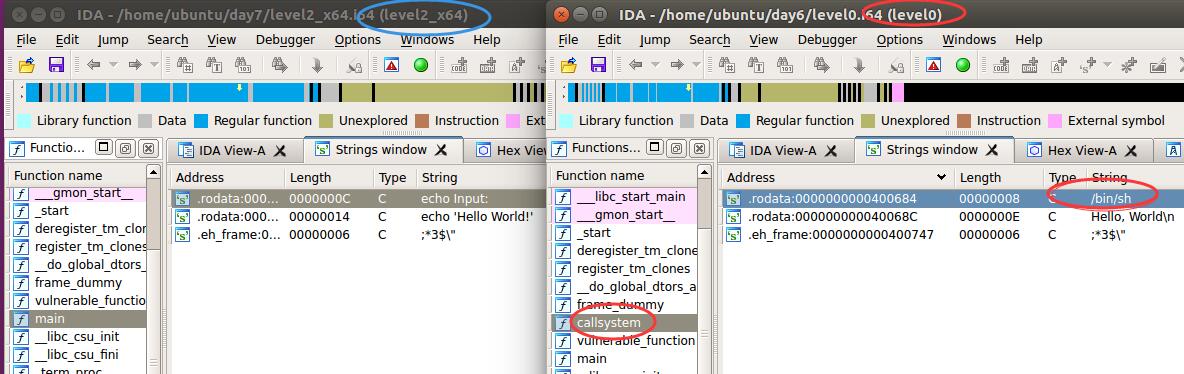 IDA - /home/ubuntu/day7/level2_x64.i64 (level2_x64)
File Edit Jump Search View Debugger Options Windows Help
Library function Data Regular function Unexplored Instruction Ext
Functio...
IDA View-A Strings window Hex View
Function name
__gmon_start__
_start
deregister_tm_clones
register_tm_clones
__do_global_dtors_
frame_dummy
vulnerable_functio
main
__libc_csu_init
__libc_csu_fini
_term_proc
Address Length Type String
.rodata:000... 0000000C C echo Input:
.rodata:000... 00000014 C echo 'Hello World!'
.eh_frame:0... 00000006 C ;*3$\"
IDA - /home/ubuntu/day6/level0.i64 (level0)
File Edit Jump Search View Debugger Options Windows Help
Library function Data Regular function Unexplored Instruction External symbol
Functions...
IDA View-A Strings window Hex View-A
Function name
___libc_start_main
___gmon_start__
_start
deregister_tm_clones
register_tm_clones
__do_global_dtors_a
frame_dummy
callsystem
vulnerable_function
main
Address Length Type String
.rodata:0000000000400684 00000008 C /bin/sh
.rodata:000000000040068C 0000000E C Hello, World\n
.eh_frame:0000000000400747 00000006 C ;*3$\"